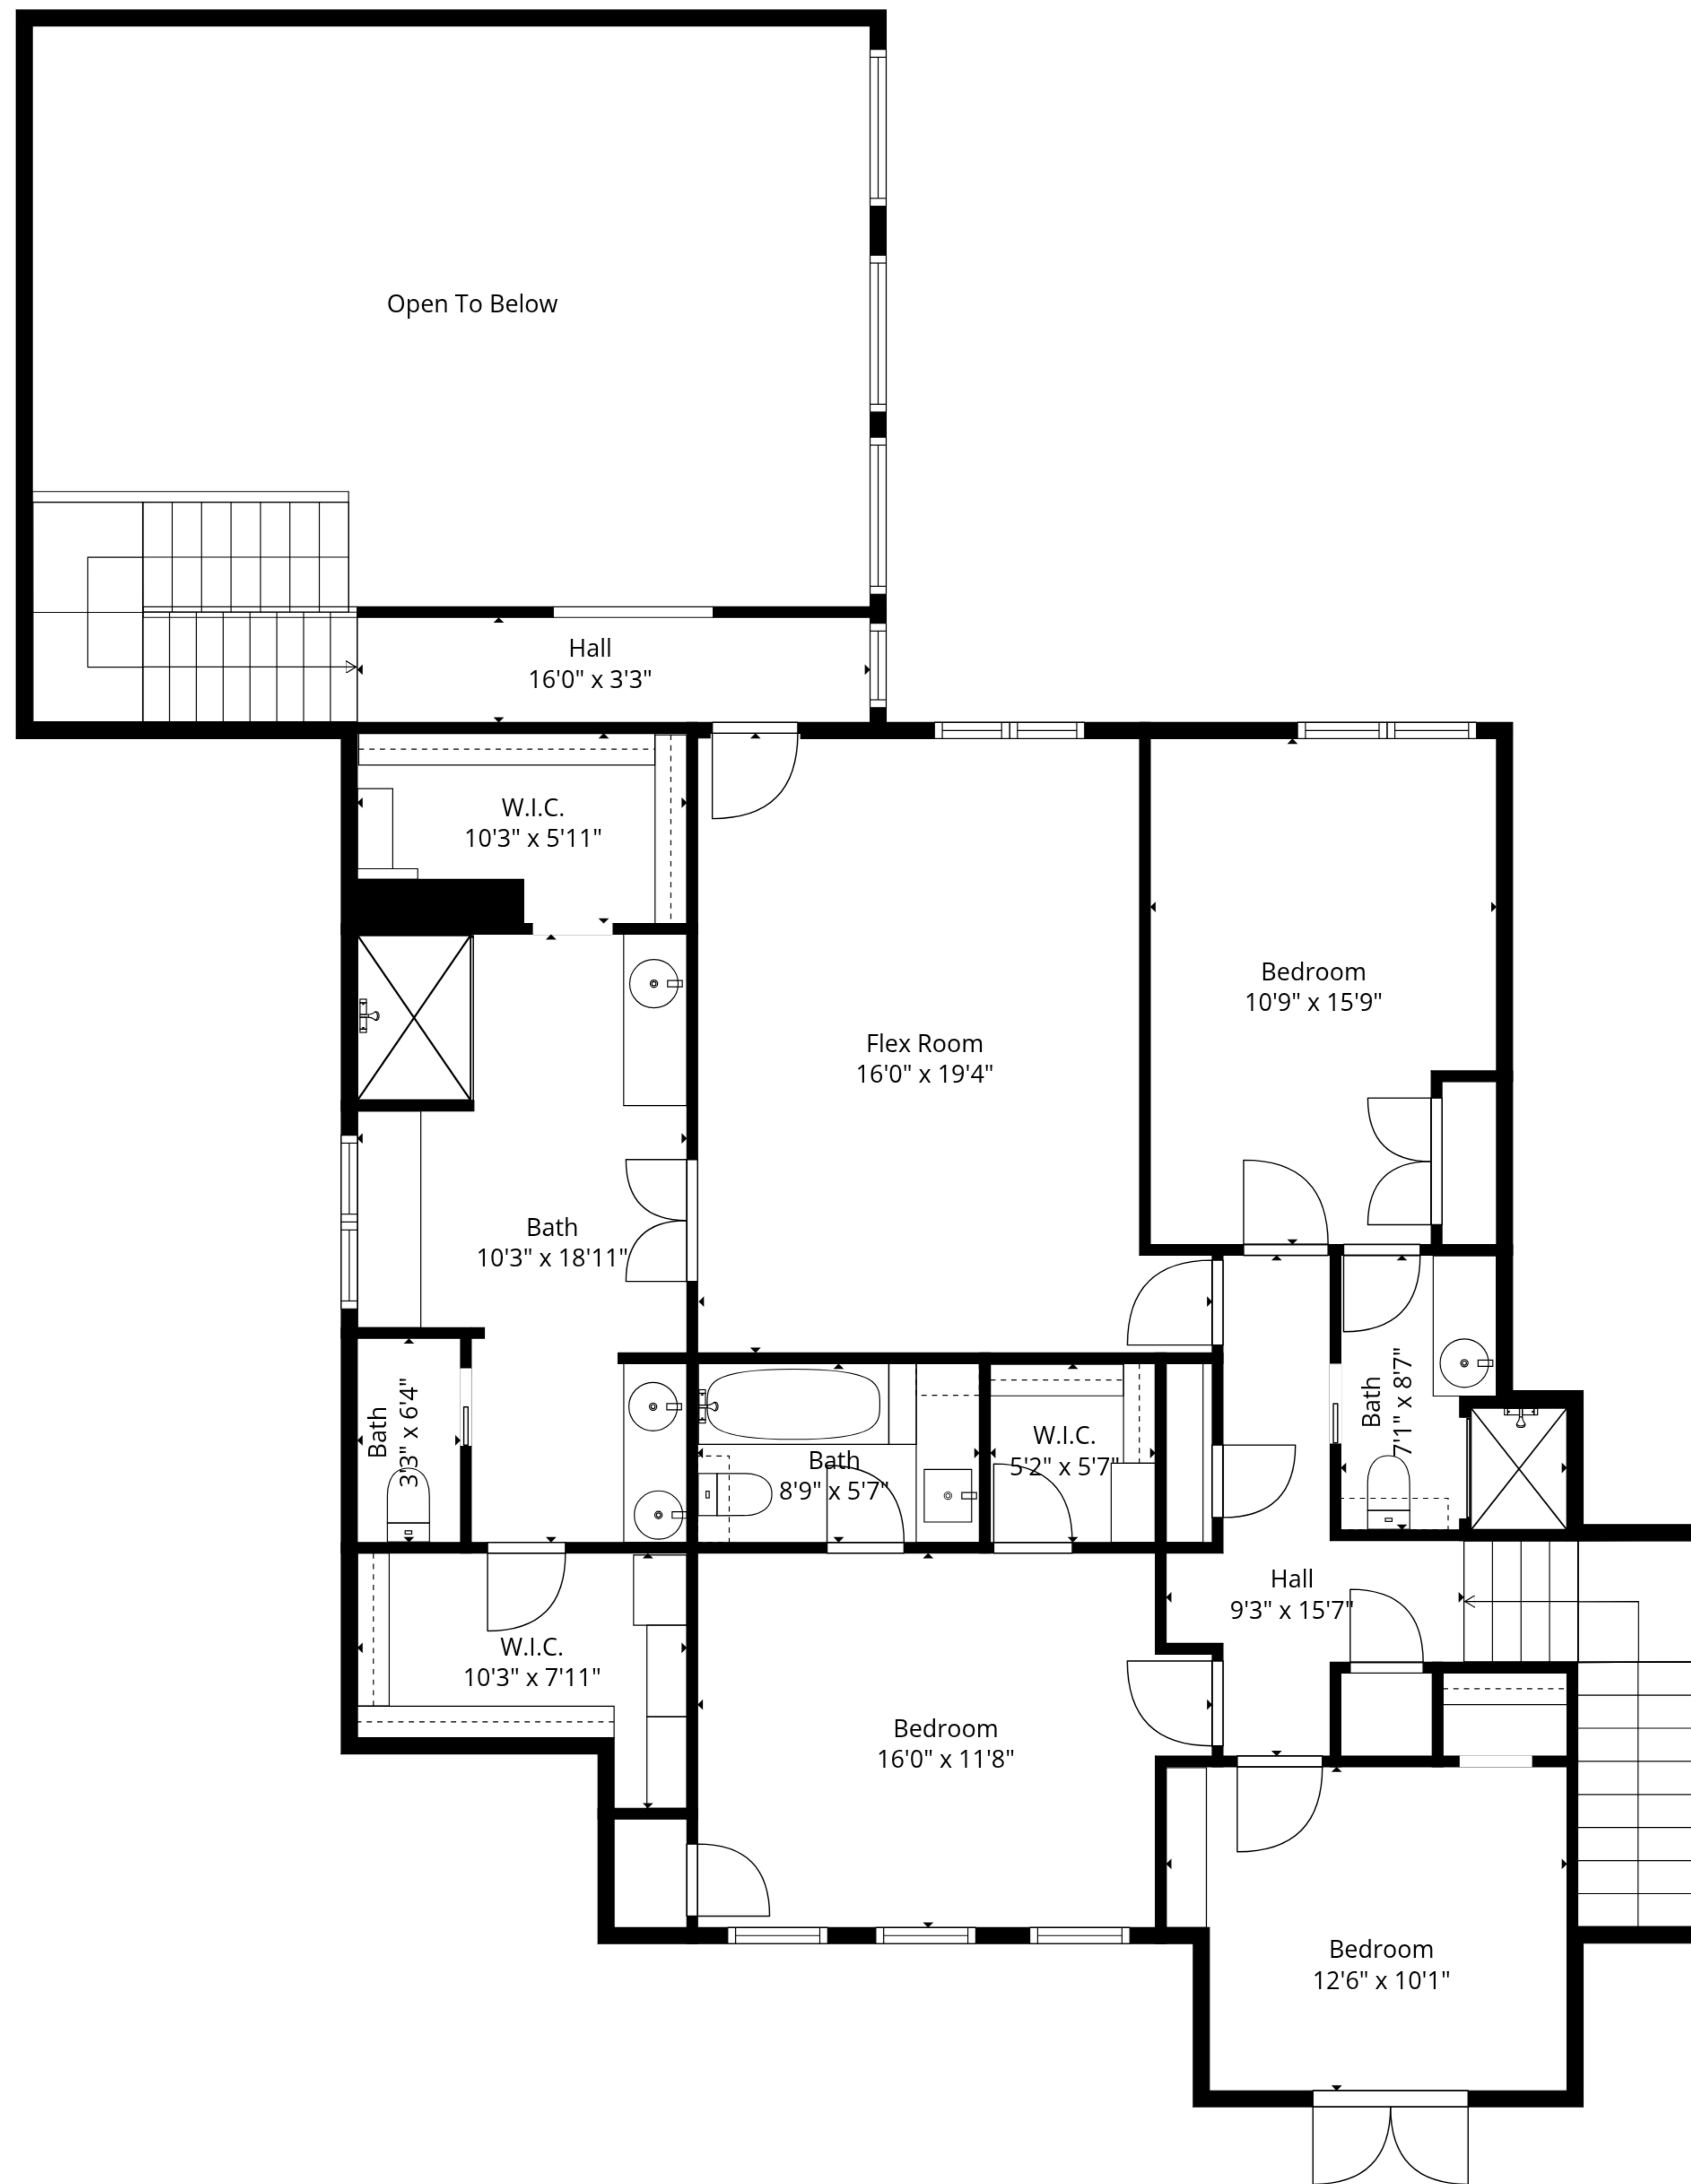 Open To Below
Hall
16'0" x 3'3"
W.I.C.
10'3" x 5'11"
Bedroom
10'9" x 15'9"
Flex Room
16'0" x 19'4"
Bath
10'3" x 18'11"
Bath
3'3" x 6'4"
Bath
8'9" x 5'7"
W.I.C.
5'2" x 5'7"
Bath
7'1" x 8'7"
Hall
9'3" x 15'7"
W.I.C.
10'3" x 7'11"
Bedroom
16'0" x 11'8"
Bedroom
12'6" x 10'1"